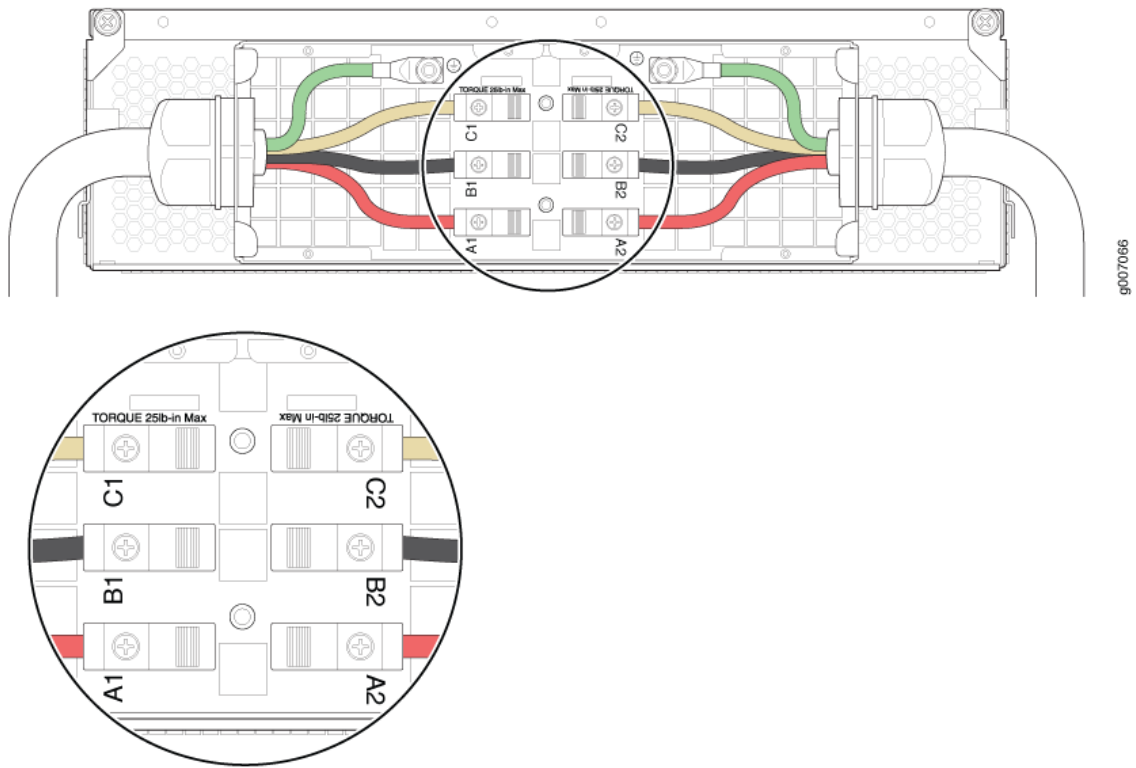 TORQUE 25lb-in Max
TORQUE 25lb-in Max
C1
C2
B1
B2
A1
A2
g007066
TORQUE 25lb-in Max
TORQUE 25lb-in Max
C1
C2
B1
B2
A1
A2